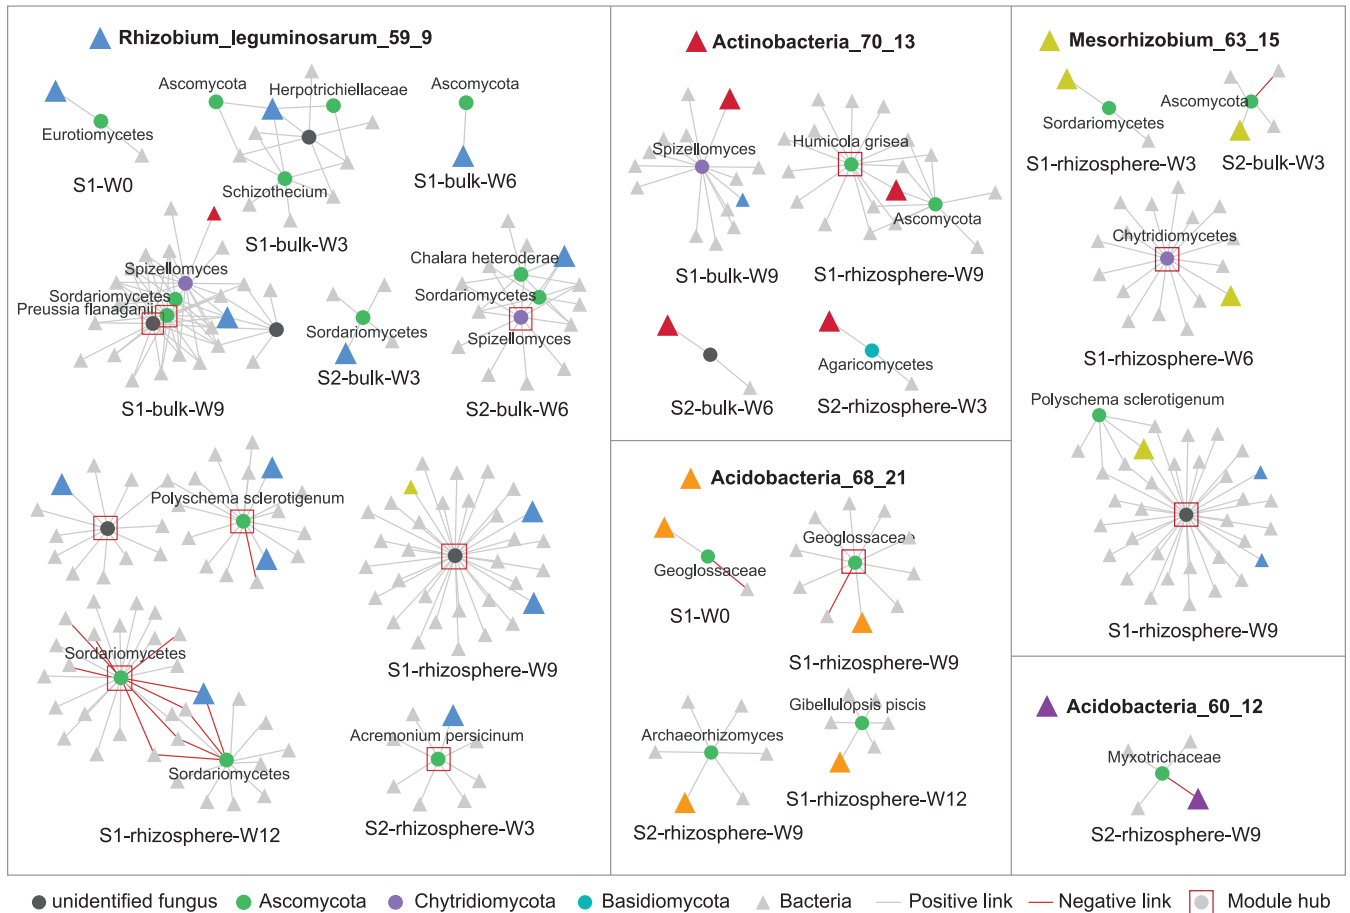 Rhizobium_leguminosarum_59_9
Ascomycota
Herpotrichiellaceae
Ascomycota
Eurotiomycetes
S1-W0
Schizothecium
S1-bulk-W6
S1-bulk-W3
Spizellomyces
Sordariomycetes
Preussia flanaganii
S1-bulk-W9
Sordariomycetes
S2-bulk-W3
Chalara heteroderae
Sordariomycetes
Spizellomyces
S2-bulk-W6
Polyschema sclerotigenum
S1-rhizosphere-W9
Sordariomycetes
Sordariomycetes
S1-rhizosphere-W12
Acremonium persicinum
S2-rhizosphere-W3
Actinobacteria_70_13
Spizellomyces
S1-bulk-W9
Humicola grisea
Ascomycota
S1-rhizosphere-W9
S2-bulk-W6
Agaricomycetes
S2-rhizosphere-W3
Acidobacteria_68_21
Geoglossaceae
S1-W0
Geoglossaceae
S1-rhizosphere-W9
Archaeorhizomyces
S2-rhizosphere-W9
Gibellulopsis piscis
S1-rhizosphere-W12
Mesorhizobium_63_15
Sordariomycetes
S1-rhizosphere-W3
Ascomycota
S2-bulk-W3
Chytridiomycetes
S1-rhizosphere-W6
Polyschema sclerotigenum
S1-rhizosphere-W9
Acidobacteria_60_12
Myxotrichaceae
S2-rhizosphere-W9
unidentified fungus Ascomycota Chytridiomycota Basidiomycota Bacteria Positive link Negative link Module hub